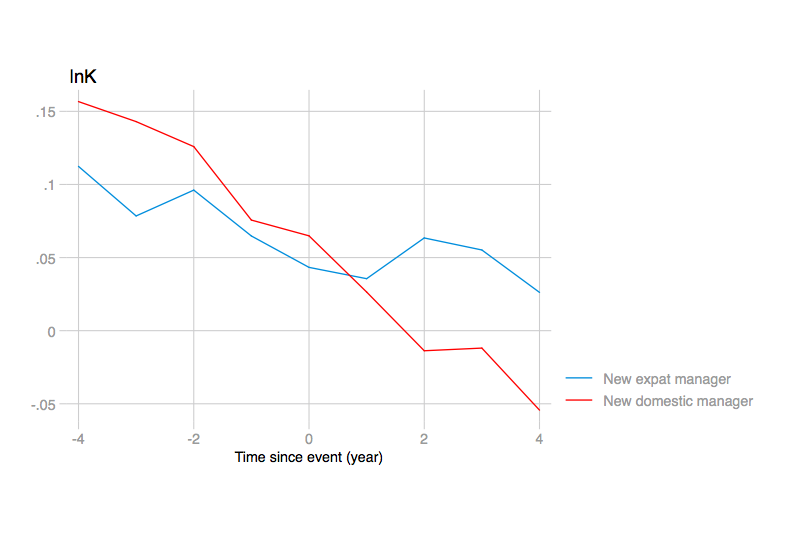 lnK
.15
.1
.05
0
-.05
-4 -2 0 2 4
Time since event (year)
New expat manager
New domestic manager